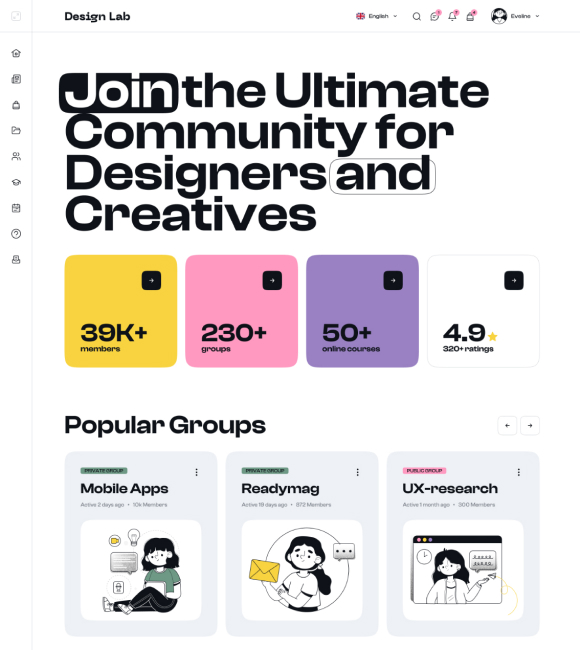 Design Lab
English
Eveline
Join the Ultimate
Community for
Designers and
Creatives
39K+
members
230+
groups
50+
online courses
4.9
320+ ratings
Popular Groups
PRIVATE GROUP
Mobile Apps
Active 2 days ago • 10k Members
PRIVATE GROUP
Readymag
Active 19 days ago • 872 Members
PUBLIC GROUP
UX-research
Active 1 month ago • 300 Members